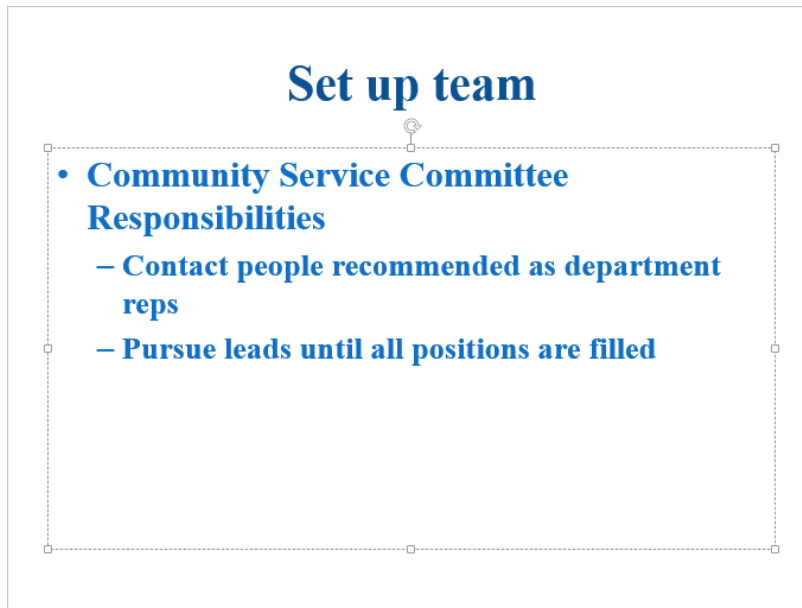 Set up team
• Community Service Committee
Responsibilities
– Contact people recommended as department
reps
– Pursue leads until all positions are filled